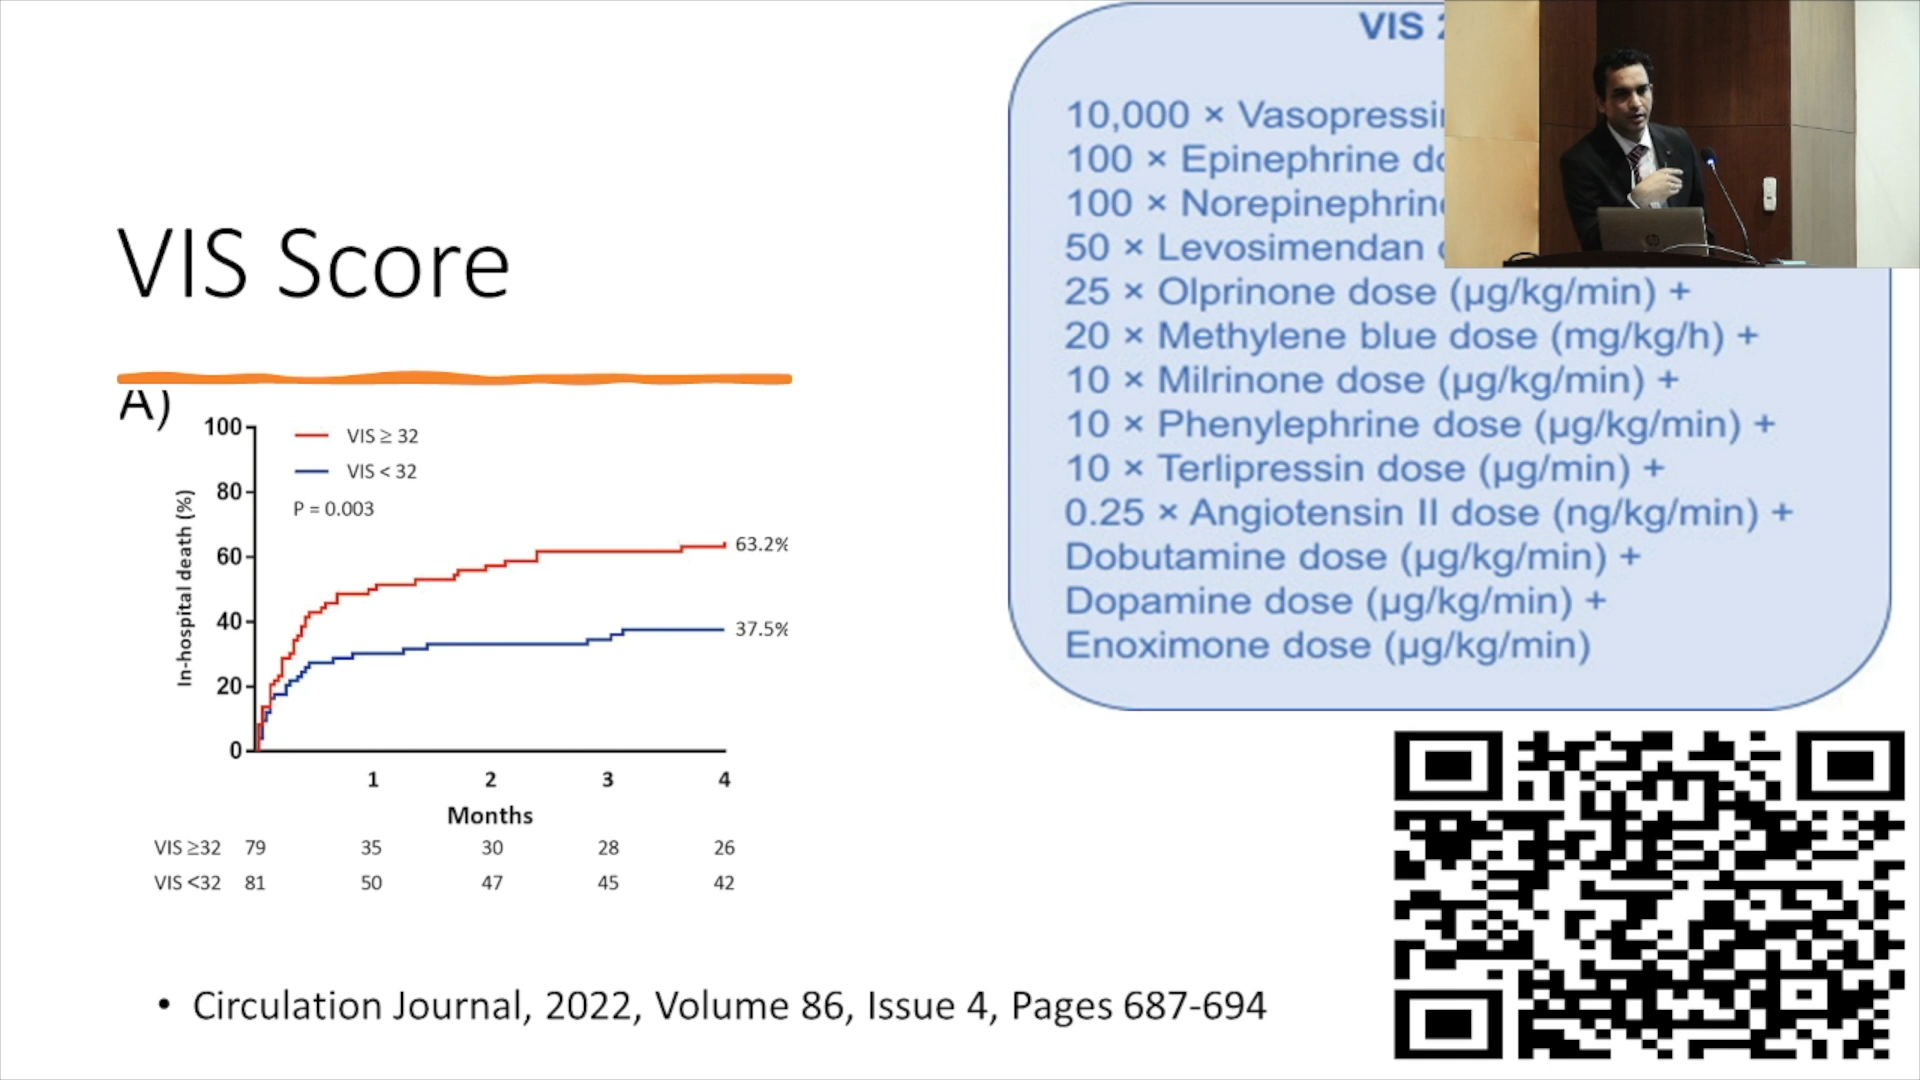 VIS Score
A)
100
80
60
40
20
0
In-hospital death (%)
VIS ≥ 32
VIS < 32
P = 0.003
63.2%
37.5%
1 2 3 4
Months
VIS ≥32 79 35 30 28 26
VIS <32 81 50 47 45 42
VIS
10,000 ×
100 × Epinephrine
100 ×
50 × Levosimendan
25 × Olprinone dose (µg/kg/min) +
20 × Methylene blue dose (mg/kg/h) +
10 × Milrinone dose (µg/kg/min) +
10 × Phenylephrine dose (µg/kg/min) +
10 × Terlipressin dose (µg/min) +
0.25 × Angiotensin II dose (ng/kg/min) +
Dobutamine dose (µg/kg/min) +
Dopamine dose (µg/kg/min) +
Enoximone dose (µg/kg/min)
• Circulation Journal, 2022, Volume 86, Issue 4, Pages 687-694